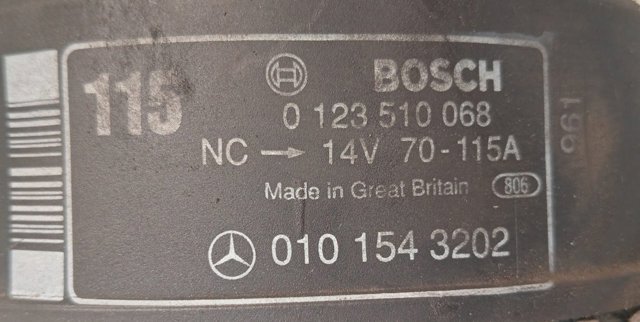 115
BOSCH
0 123 510 068
NC → 14V 70-115A
Made in Great Britain 806
010 154 3202
961